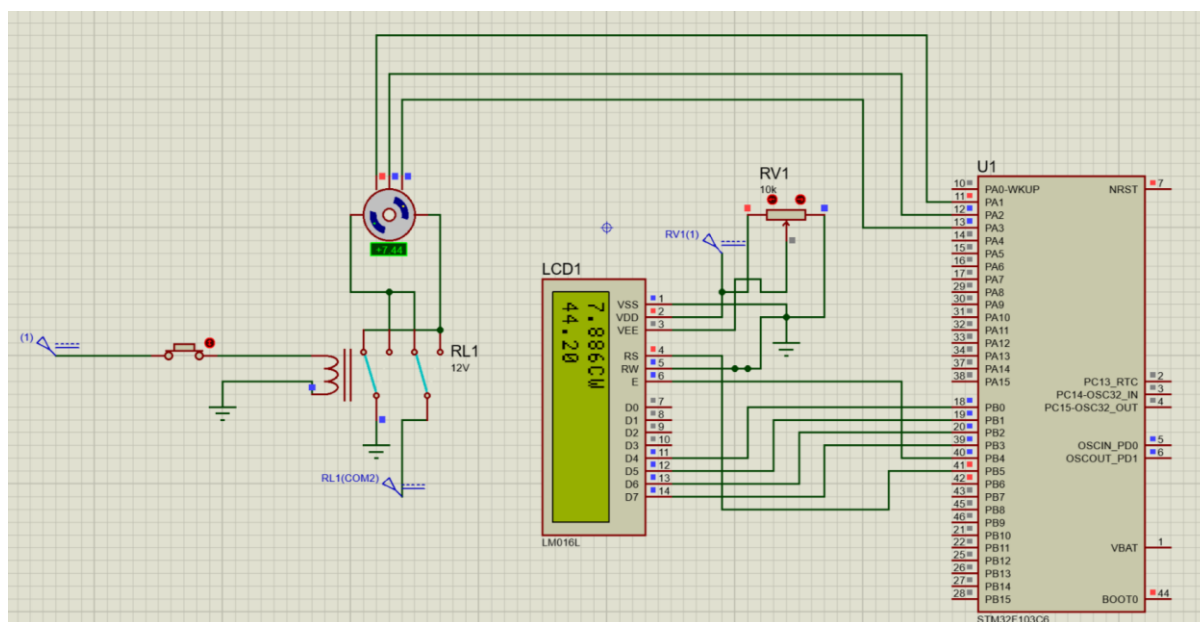 U1
RV1
10k
10
PA0-WKUP
NRST
7
11
PA1
12
PA2
13
PA3
14
PA4
15
PA5
16
PA6
17
PA7
29
PA8
30
PA9
31
PA10
32
PA11
33
PA12
34
PA13
37
PA14
38
PA15
PC13_RTC
2
PC14-OSC32_IN
3
PC15-OSC32_OUT
4
18
PB0
19
PB1
20
PB2
39
PB3
OSCIN_PD0
5
40
PB4
OSCOUT_PD1
6
41
PB5
42
PB6
43
PB7
45
PB8
46
PB9
21
PB10
22
PB11
VBAT
1
25
PB12
26
PB13
27
PB14
28
PB15
BOOT0
44
STM32F103C6
+7.44
RV1(1)
LCD1
7.886CW
44.20
VSS
1
VDD
2
VEE
3
RS
4
RW
5
E
6
D0
7
D1
8
D2
9
D3
10
D4
11
D5
12
D6
13
D7
14
LM016L
(1)
RL1
12V
RL1(COM2)